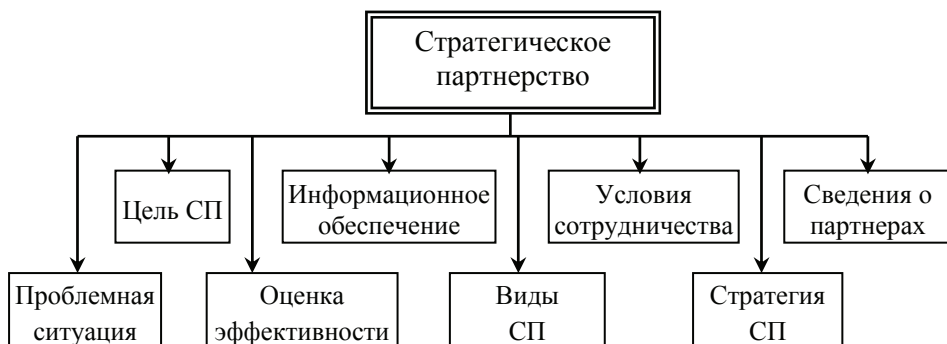 Стратегическое
партнерство
Цель СП
Информационное
обеспечение
Условия
сотрудничества
Сведения о
партнерах
Проблемная
ситуация
Оценка
эффективности
Виды
СП
Стратегия
СП